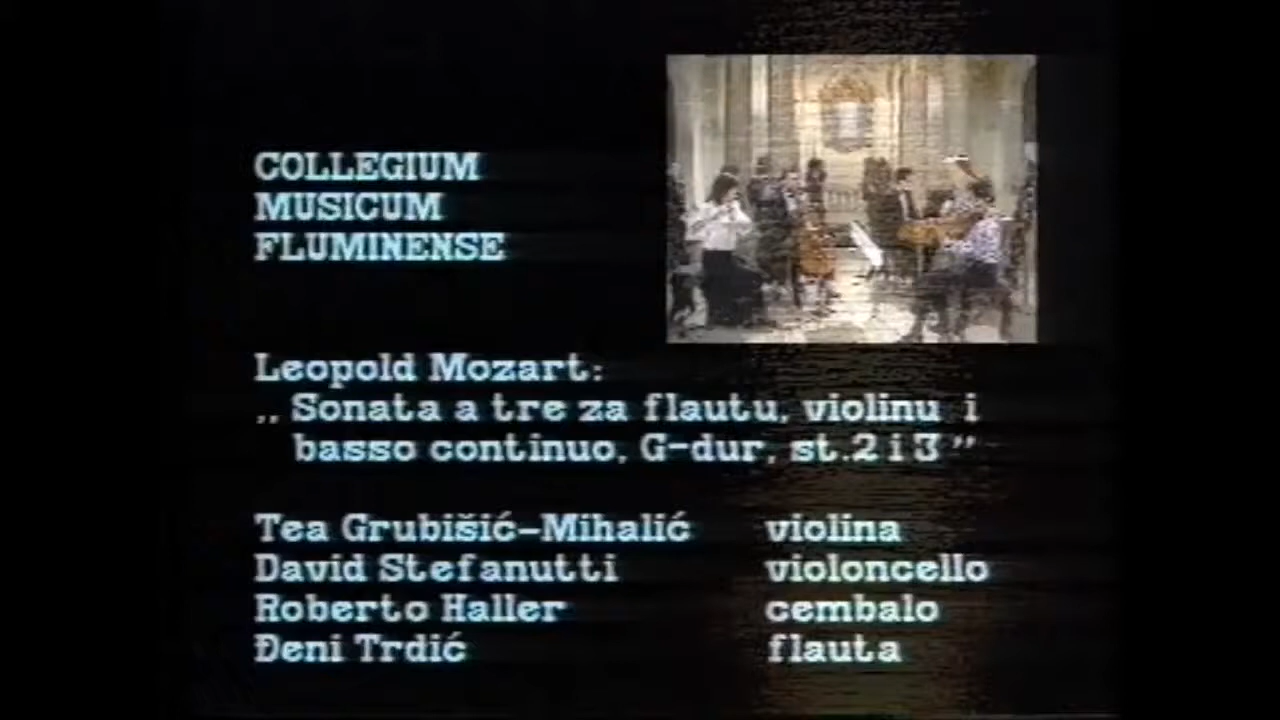 COLLEGIUM
MUSICUM
FLUMINENSE
Leopold Mozart:
,, Sonata a tre za flautu, violinu i
basso continuo, G-dur, st.2 i 3 ”
Tea Grubišić-Mihalić violina
David Stefanutti violoncello
Roberto Haller cembalo
Đeni Trdić flauta